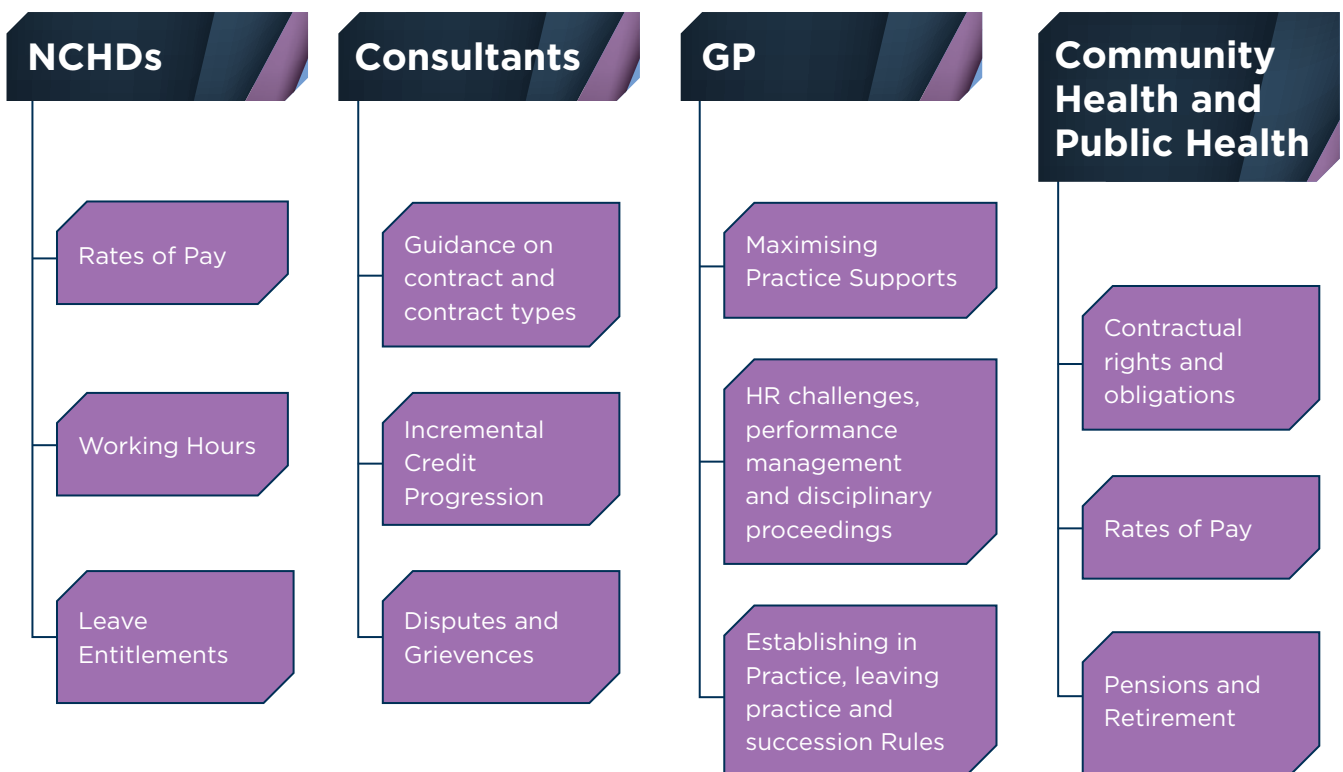 NCHDs
Rates of Pay
Working Hours
Leave
Entitlements
Consultants
Guidance on
contract and
contract types
Incremental
Credit
Progression
Disputes and
Grievences
GP
Maximising
Practice Supports
HR challenges,
performance
management
and disciplinary
proceedings
Establishing in
Practice, leaving
practice and
succession Rules
Community
Health and
Public Health
Contractual
rights and
obligations
Rates of Pay
Pensions and
Retirement